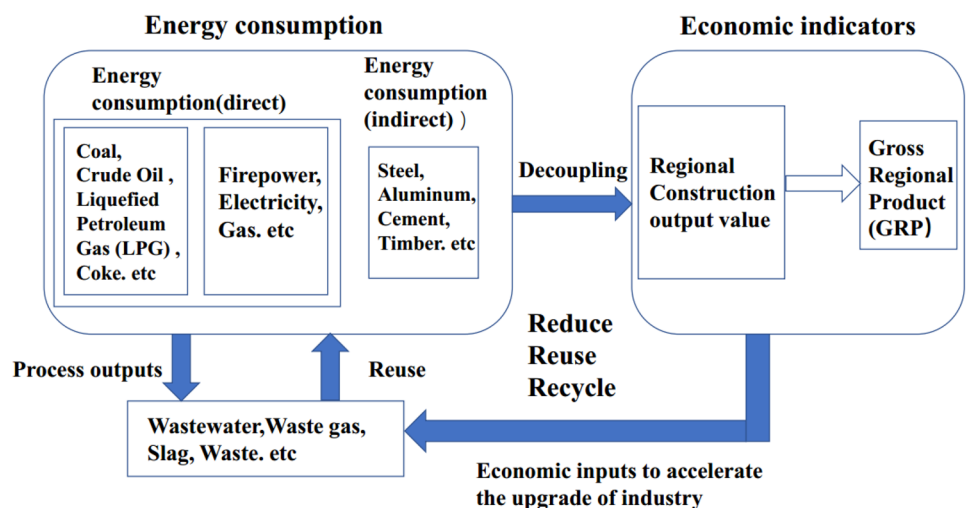 Energy consumption
Economic indicators
Energy
consumption(direct)
Energy
consumption
(indirect) ）
Coal,
Crude Oil ,
Liquefied
Petroleum
Gas (LPG) ,
Coke. etc
Firepower,
Electricity,
Gas. etc
Steel,
Aluminum,
Cement,
Timber. etc
Decoupling
Regional
Construction
output value
Gross
Regional
Product
(GRP）
Process outputs
Reuse
Reduce
Reuse
Recycle
Wastewater,Waste gas,
Slag, Waste. etc
Economic inputs to accelerate
the upgrade of industry